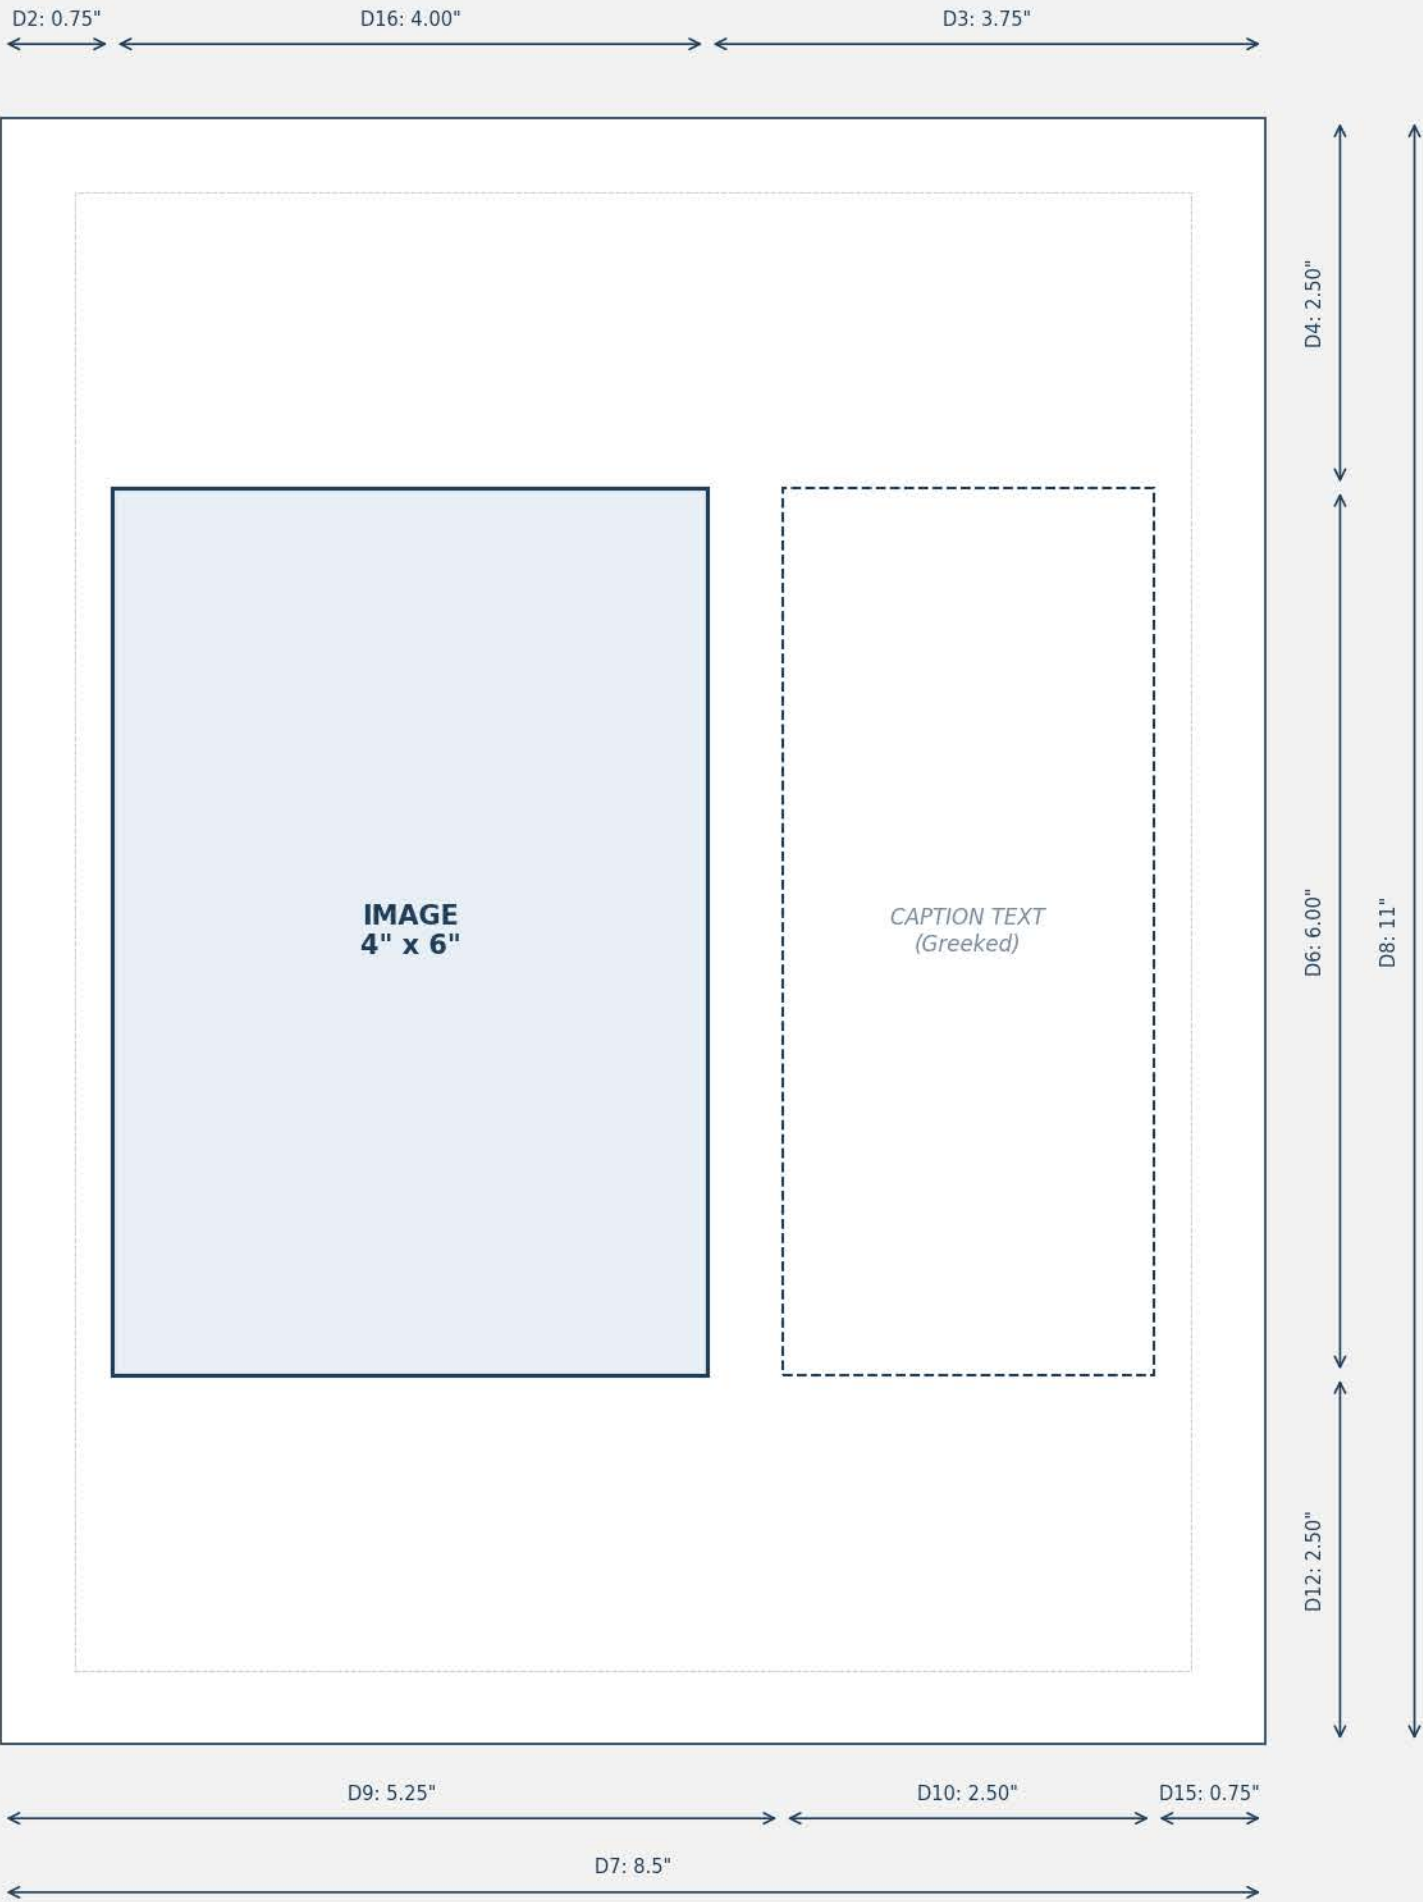 D2: 0.75"
D16: 4.00"
D3: 3.75"
D4: 2.50"
IMAGE
4" x 6"
CAPTION TEXT
(Greeked)
D6: 6.00"
D8: 11"
D12: 2.50"
D9: 5.25"
D10: 2.50"
D15: 0.75"
D7: 8.5"